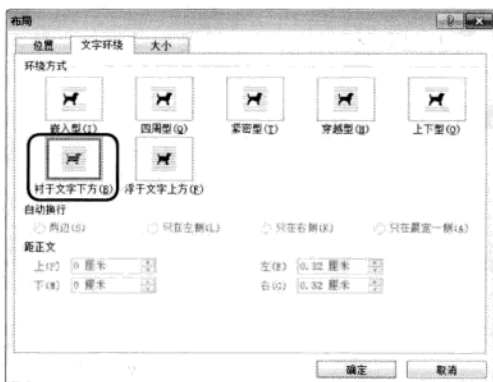 布局
位置 文字环绕 大小
环绕方式
嵌入型(I) 四周型(Q) 紧密型(T) 穿越型(H) 上下型(O)
衬于文字下方(B) 浮于文字上方(F)
自动换行
两边(S) 只在左侧(L) 只在右侧(R) 只在最宽一侧(A)
距正文
上(P) 0 厘米 左(E) 0.32 厘米
下(M) 0 厘米 右(G) 0.32 厘米
确定 取消